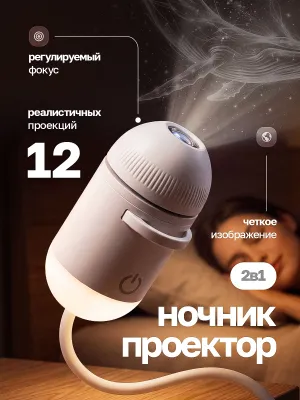 регулируемый
фокус
реалистичных
проекций
12
четкое
изображение
2в1
ночник
проектор